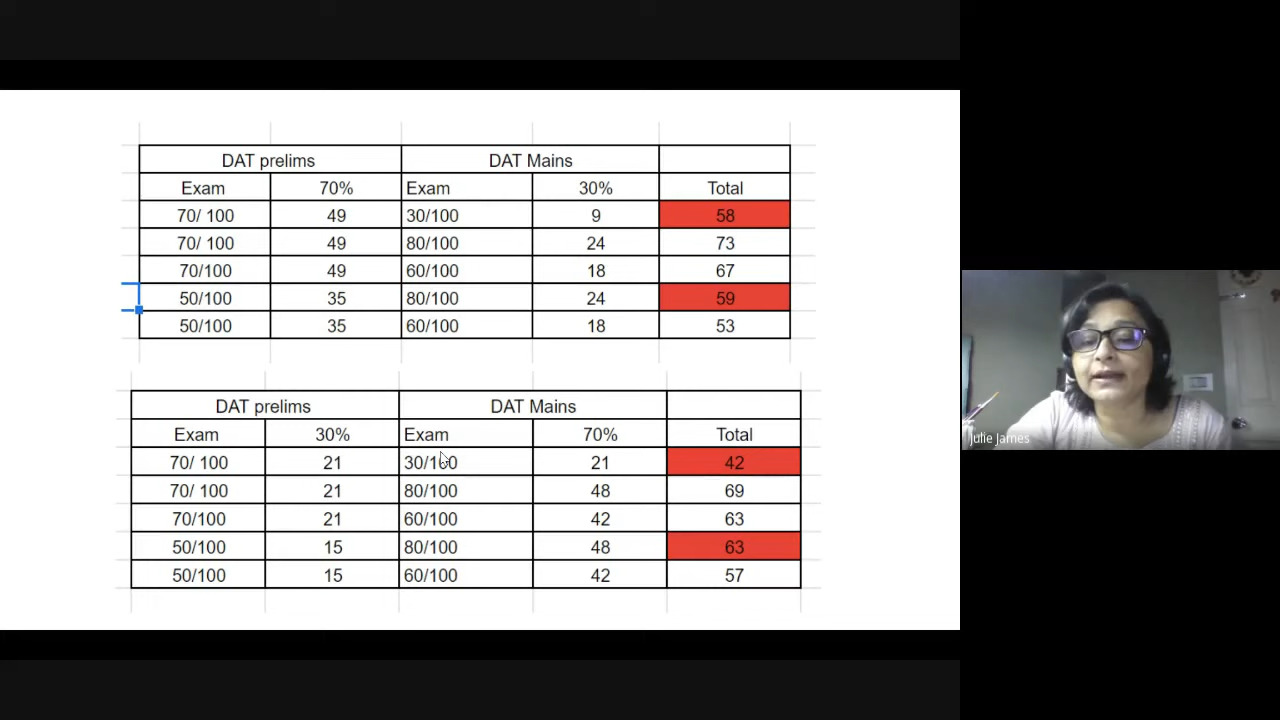 DAT prelims DAT Mains
Exam 70% Exam 30% Total
70/ 100 49 30/100 9 58
70/ 100 49 80/100 24 73
70/100 49 60/100 18 67
50/100 35 80/100 24 59
50/100 35 60/100 18 53
DAT prelims DAT Mains
Exam 30% Exam 70% Total
70/ 100 21 30/100 21 42
70/ 100 21 80/100 48 69
70/100 21 60/100 42 63
50/100 15 80/100 48 63
50/100 15 60/100 42 57
Julie James